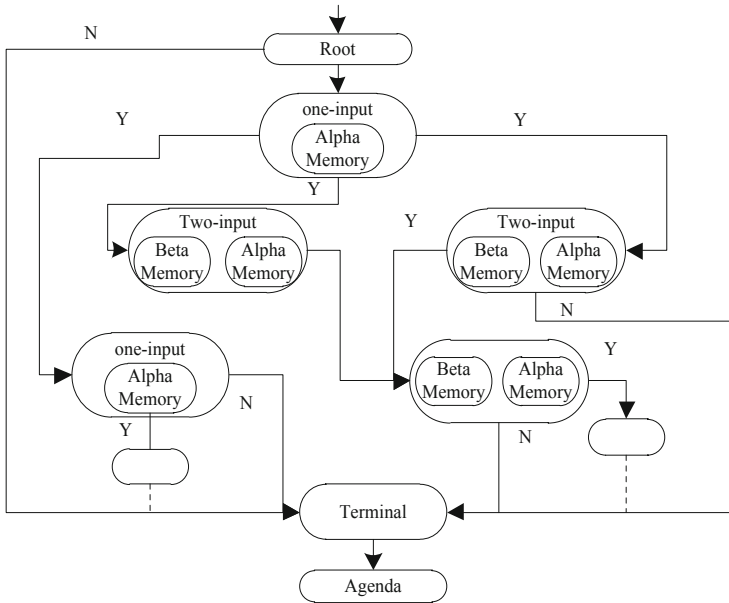 N
Root
one-input
Alpha
Memory
Y
Y
Y
Two-input
Beta
Memory
Alpha
Memory
Y
Two-input
Beta
Memory
Alpha
Memory
N
one-input
Alpha
Memory
N
Y
Beta
Memory
Alpha
Memory
Y
N
Terminal
Agenda